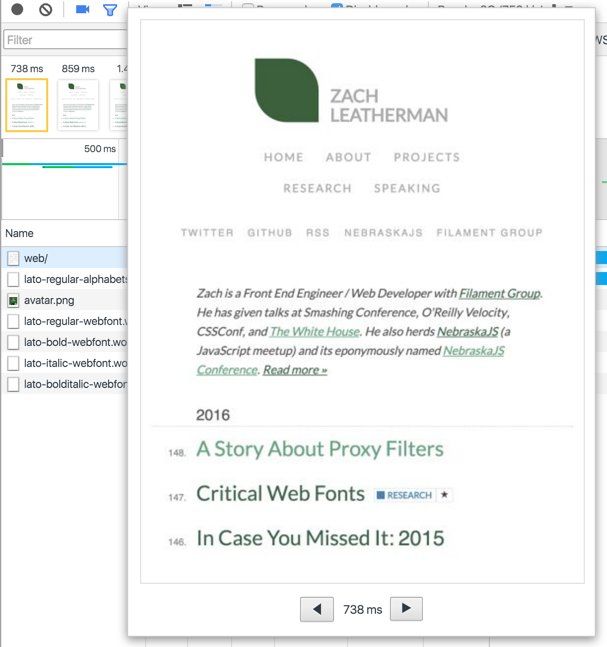 Filter
738 ms 859 ms 1.4
500 ms
Name
web/
lato-regular-alphabets
avatar.png
lato-regular-webfont.w
lato-bold-webfont.wo
lato-italic-webfont.wo
lato-bolditalic-webfor
ZACH
LEATHERMAN
HOME ABOUT PROJECTS
RESEARCH SPEAKING
TWITTER GITHUB RSS NEBRASKAJS FILAMENT GROUP
Zach is a Front End Engineer / Web Developer with Filament Group.
He has given talks at Smashing Conference, O'Reilly Velocity,
CSSConf, and The White House. He also herds NebraskaJS (a
JavaScript meetup) and its eponymously named NebraskaJS
Conference. Read more »
2016
148. A Story About Proxy Filters
147. Critical Web Fonts RESEARCH ★
146. In Case You Missed It: 2015
738 ms